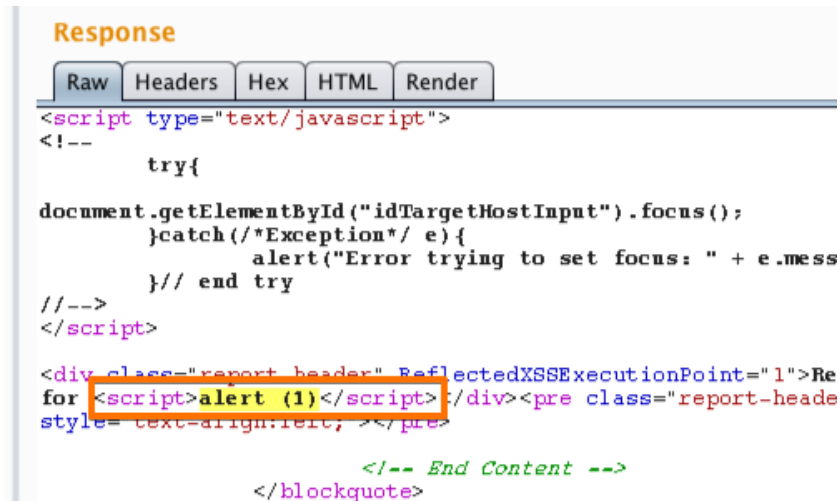 Response
Raw Headers Hex HTML Render
<script type="text/javascript">
<!--
try{
document.getElementById("idTargetHostInput").focus();
}catch(/*Exception*/ e){
alert("Error trying to set focus: " + e.mess
}// end try
//-->
</script>
<div class="report_header" ReflectedXSSExecutionPoint="1">Re
for <script>alert (1)</script></div><pre class="report-heade
style="text-align:left;"></pre>
<!-- End Content -->
</blockquote>